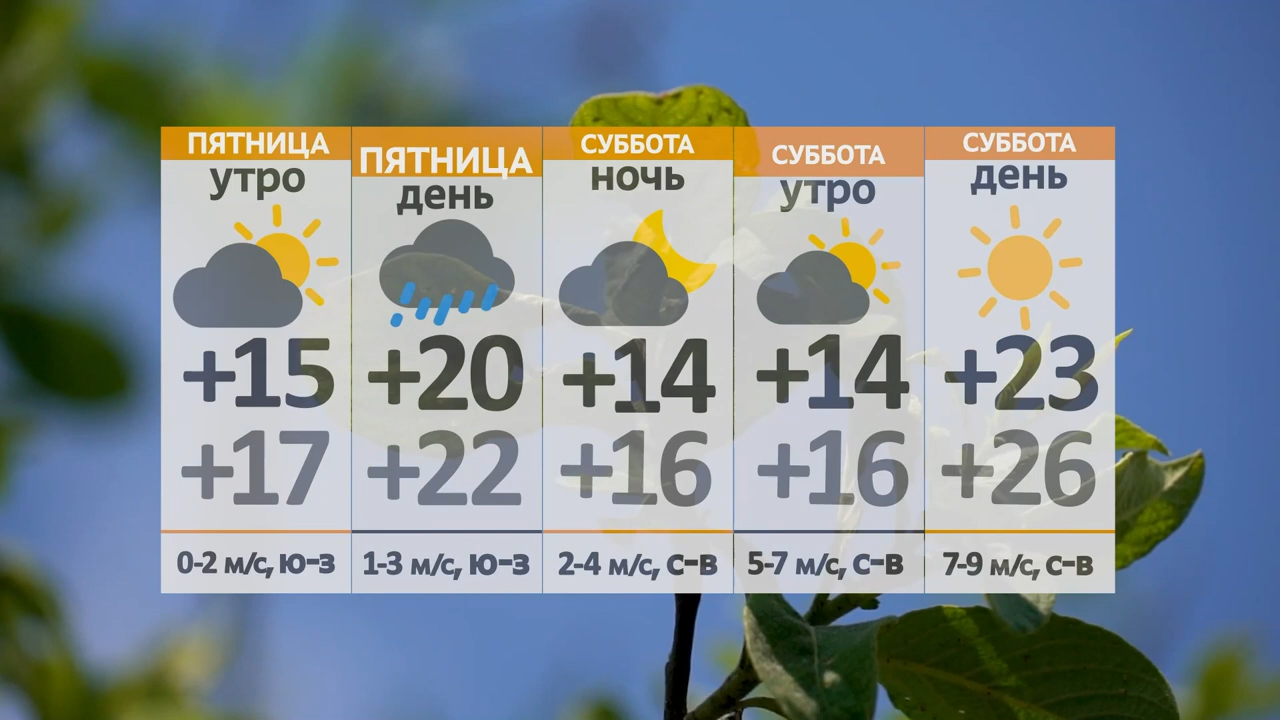 ПЯТНИЦА
утро
+15
+17
0-2 м/с, ю-з
ПЯТНИЦА
день
+20
+22
1-3 м/с, ю-з
СУББОТА
ночь
+14
+16
2-4 м/с, с-в
СУББОТА
утро
+14
+16
5-7 м/с, с-в
СУББОТА
день
+23
+26
7-9 м/с, с-в